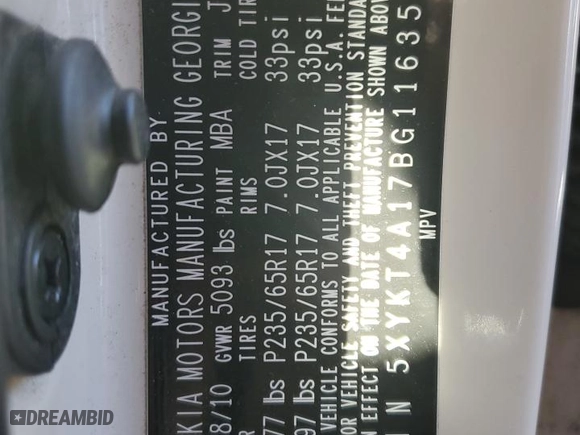 MANUFACTURED BY
KIA MOTORS MANUFACTURING GEORGI
8/10 GVWR 5093 lbs PAINT MBA TRIM J
TIRES RIMS COLD TIR
77 lbs P235/65R17 7.0JX17 33psi
97 lbs P235/65R17 7.0JX17 33psi
VEHICLE CONFORMS TO ALL APPLICABLE U.S.A. FE
OR VEHICLE SAFETY AND THEFT PREVENTION STANDA
N EFFECT ON THE DATE OF MANUFACTURE SHOWN ABOV
N 5XYKT4A17BG11635
MPV
DREAMBID